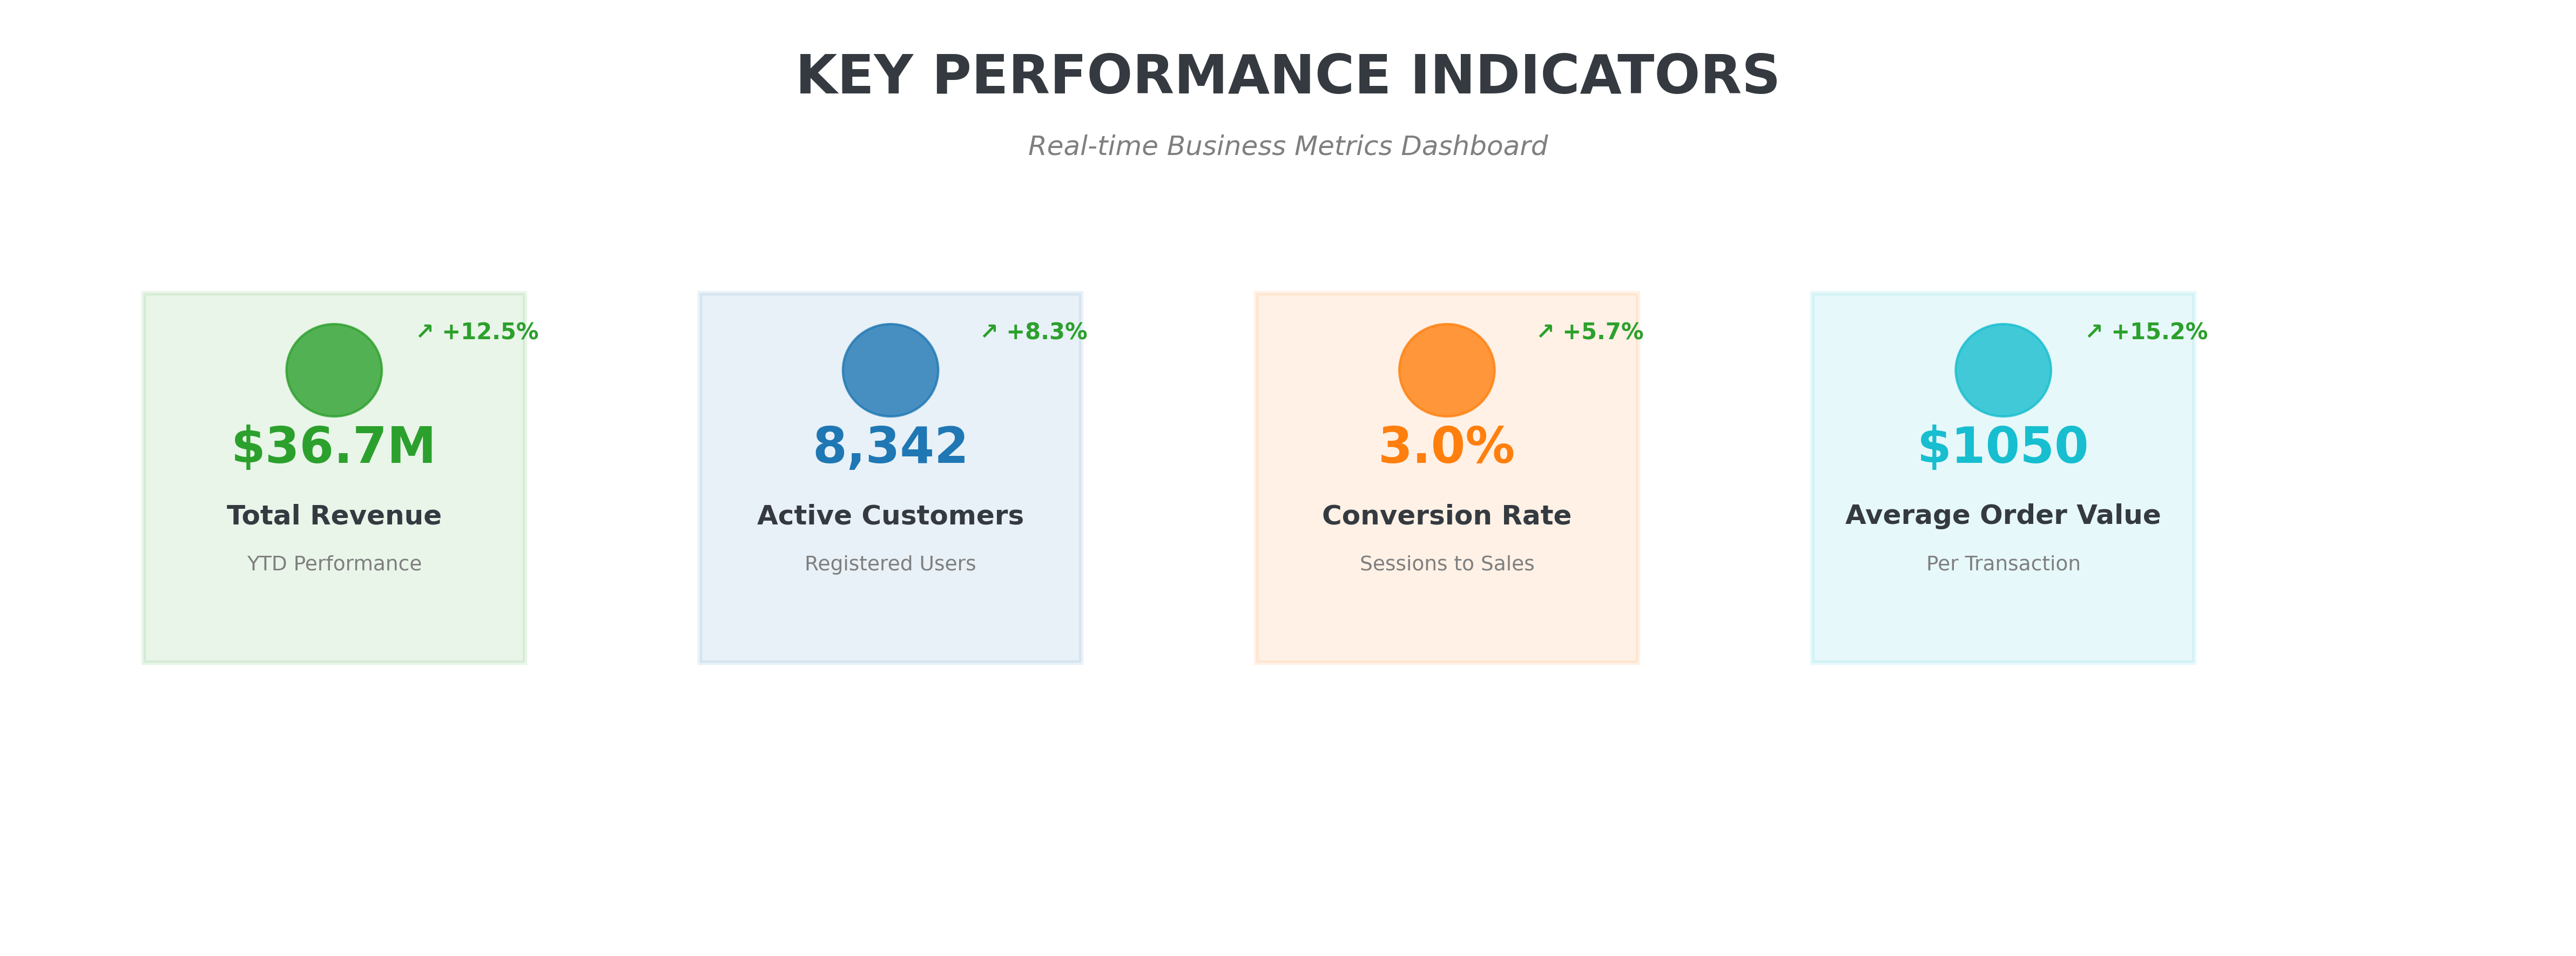 KEY PERFORMANCE INDICATORS
Real-time Business Metrics Dashboard
↗ +12.5%
$36.7M
Total Revenue
YTD Performance
↗ +8.3%
8,342
Active Customers
Registered Users
↗ +5.7%
3.0%
Conversion Rate
Sessions to Sales
↗ +15.2%
$1050
Average Order Value
Per Transaction